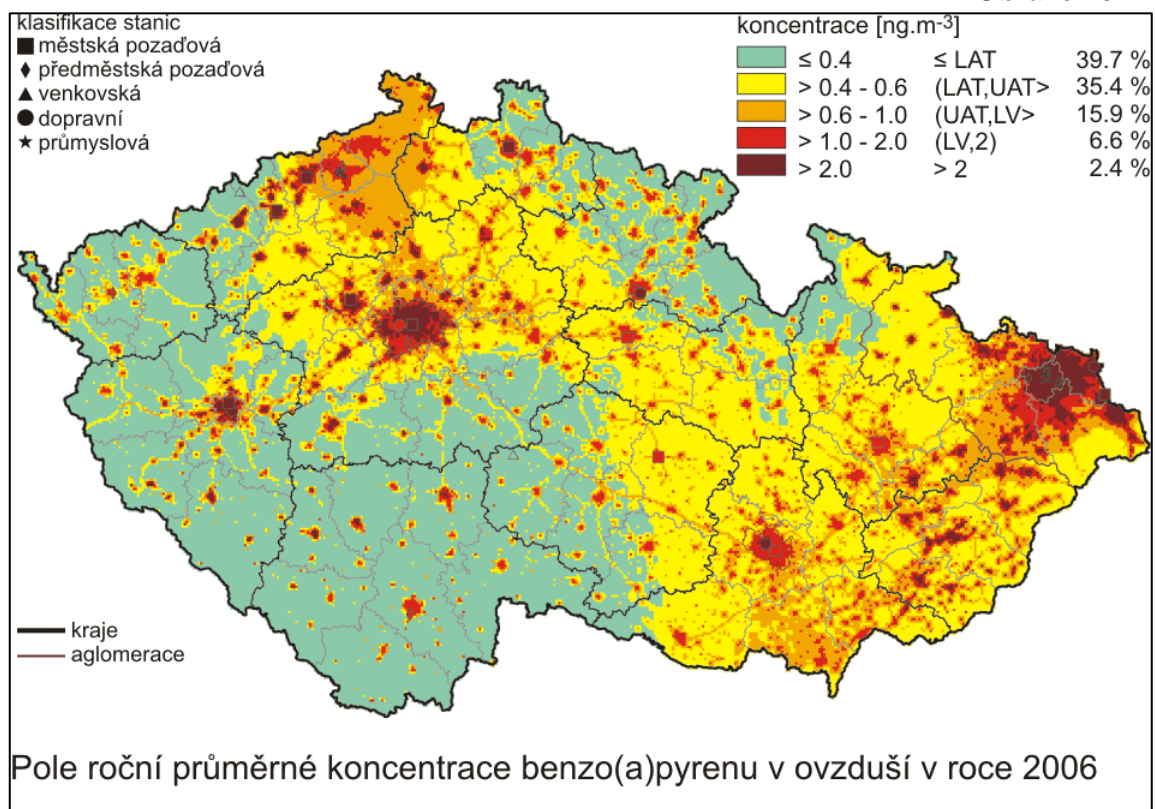 klasifikace stanic
městská pozaďová
předměstská pozaďová
venkovská
dopravní
průmyslová
koncentrace [ng.m-3]
≤ 0.4 ≤ LAT 39.7 %
> 0.4 - 0.6 (LAT,UAT> 35.4 %
> 0.6 - 1.0 (UAT,LV> 15.9 %
> 1.0 - 2.0 (LV,2) 6.6 %
> 2.0 > 2 2.4 %
kraje
aglomerace
Pole roční průměrné koncentrace benzo(a)pyrenu v ovzduší v roce 2006